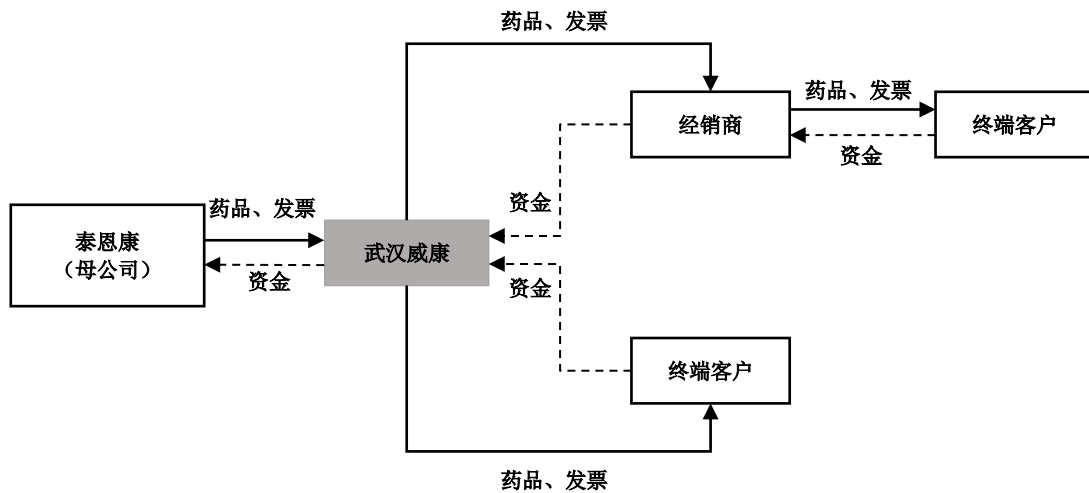 药品、发票
药品、发票
经销商
终端客户
资金
药品、发票
资金
泰恩康
(母公司)
武汉威康
资金
资金
终端客户
药品、发票